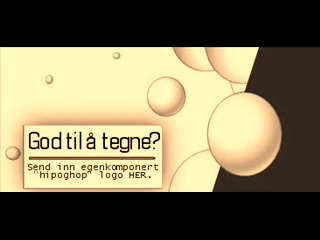 God til å tegne?
Send inn egenkomponert
"hipoghop" logo HER.